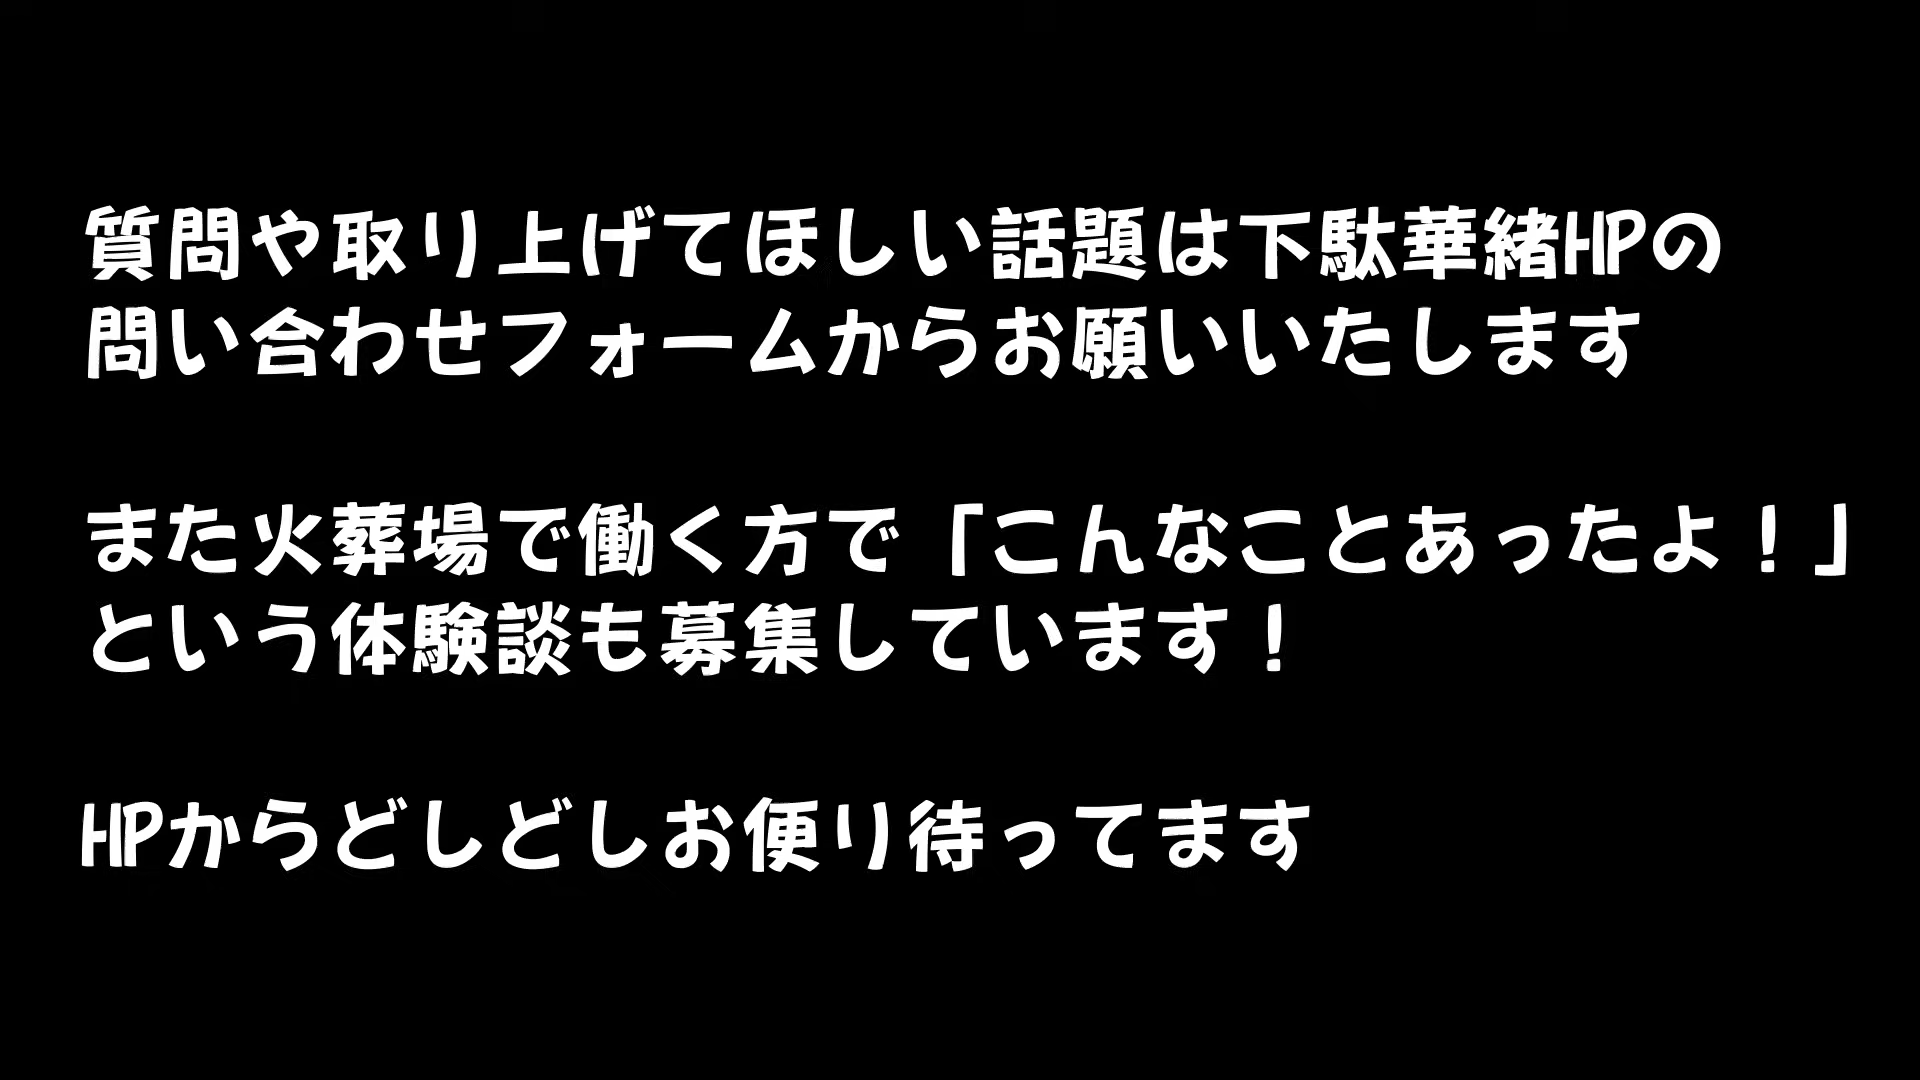 質問や取り上げてほしい話題は下駄華緒HPの
問い合わせフォームからお願いいたします
また火葬場で働く方で「こんなことあったよ！」
という体験談も募集しています！
HPからどしどしお便り待ってます